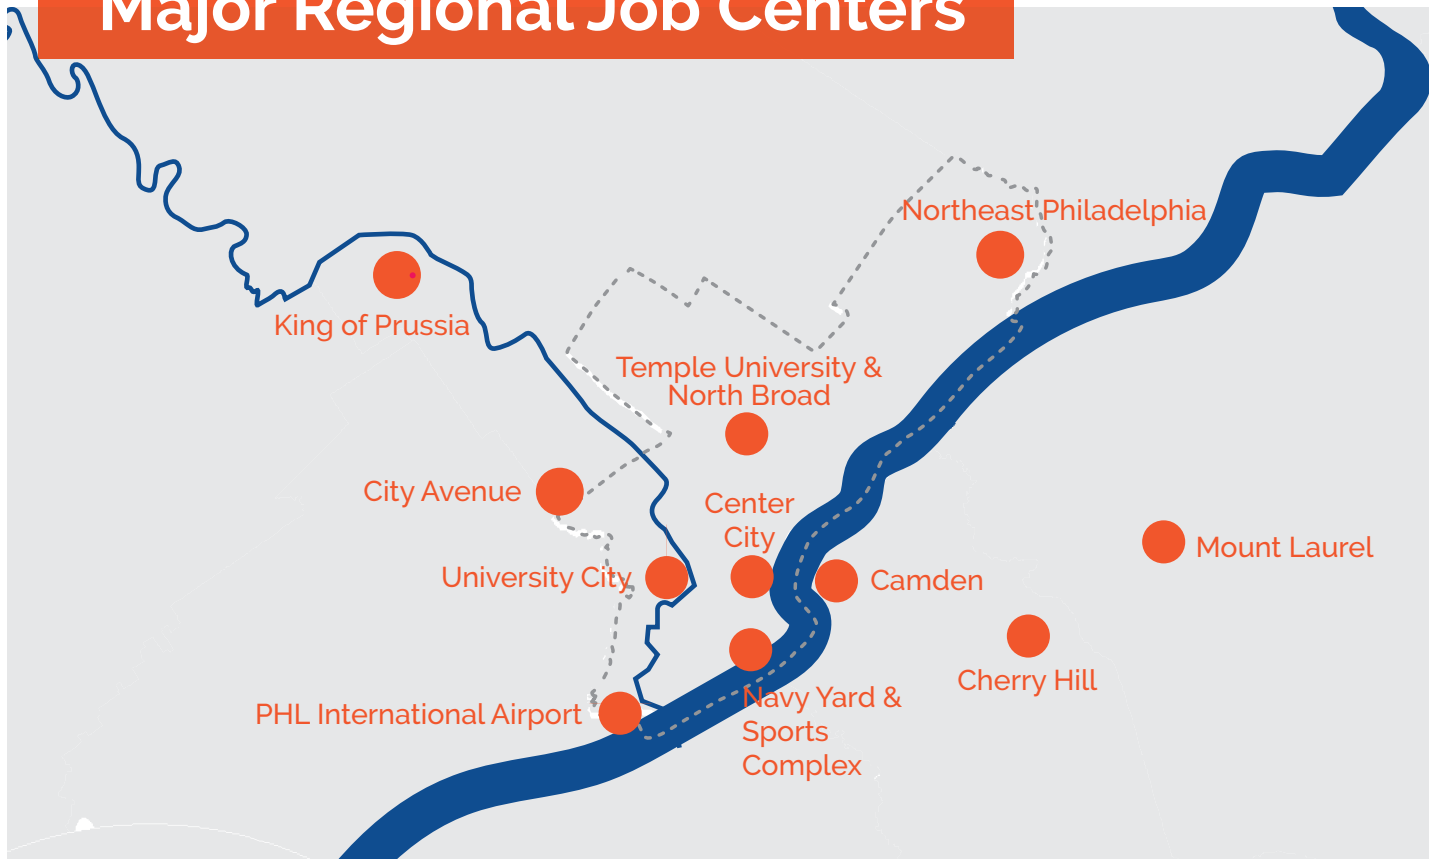 Major Regional Job Centers
Northeast Philadelphia
King of Prussia
Temple University &
North Broad
City Avenue
Center
City
Mount Laurel
University City
Camden
Cherry Hill
PHL International Airport
Navy Yard &
Sports
Complex